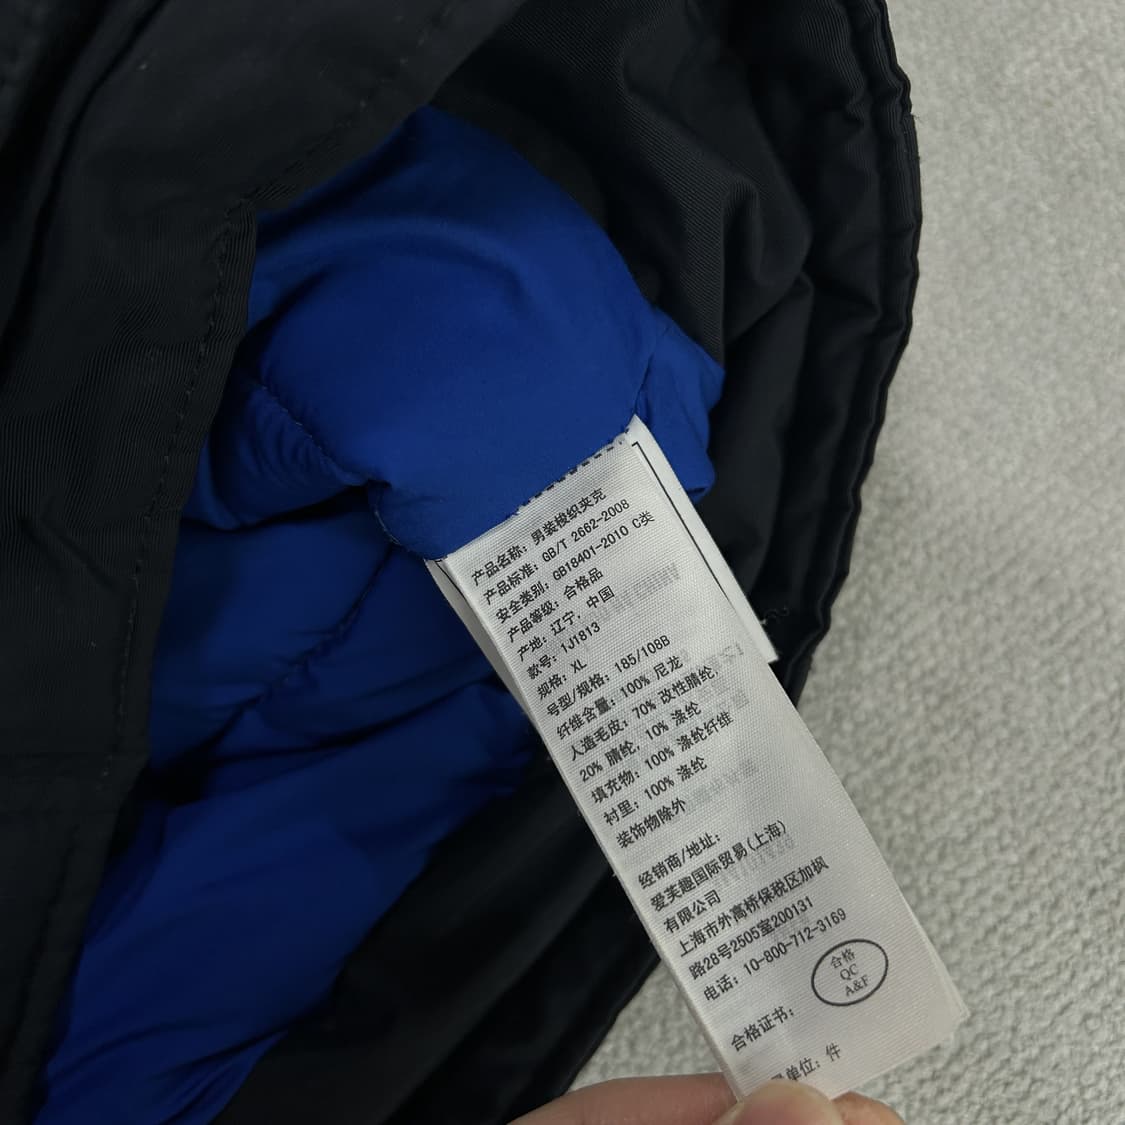 产品名称: 男装梭织夹克
产品标准: GB/T 2662-2008
安全类别: GB18401-2010 C类
产品等级: 合格品
产地: 辽宁, 中国
款号: 1J1813
规格: XL
号型/规格: 185/108B
纤维含量: 100% 尼龙
人造毛皮: 70% 改性腈纶,
20% 腈纶, 10% 涤纶
填充物: 100% 涤纶纤维
衬里: 100% 涤纶
装饰物除外
经销商/地址:
爱芙趣国际贸易(上海)
有限公司
上海市外高桥保税区加枫
路28号2505室200131
电话: 10-800-712-3169
合格证书:
合格
QC
A&F
单位: 件